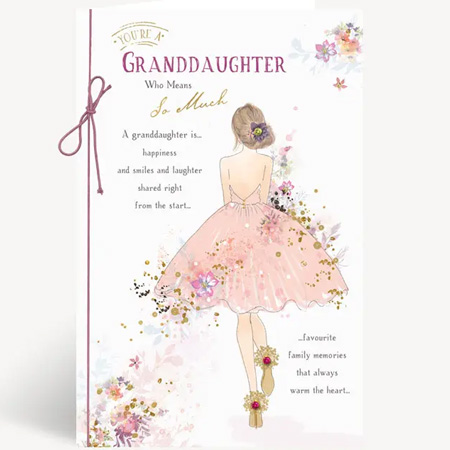 YOU'RE A
GRANDDAUGHTER
Who Means
So Much
A granddaughter is...
happiness
and smiles and laughter
shared right
from the start...
...favourite
family memories
that always
warm the heart...